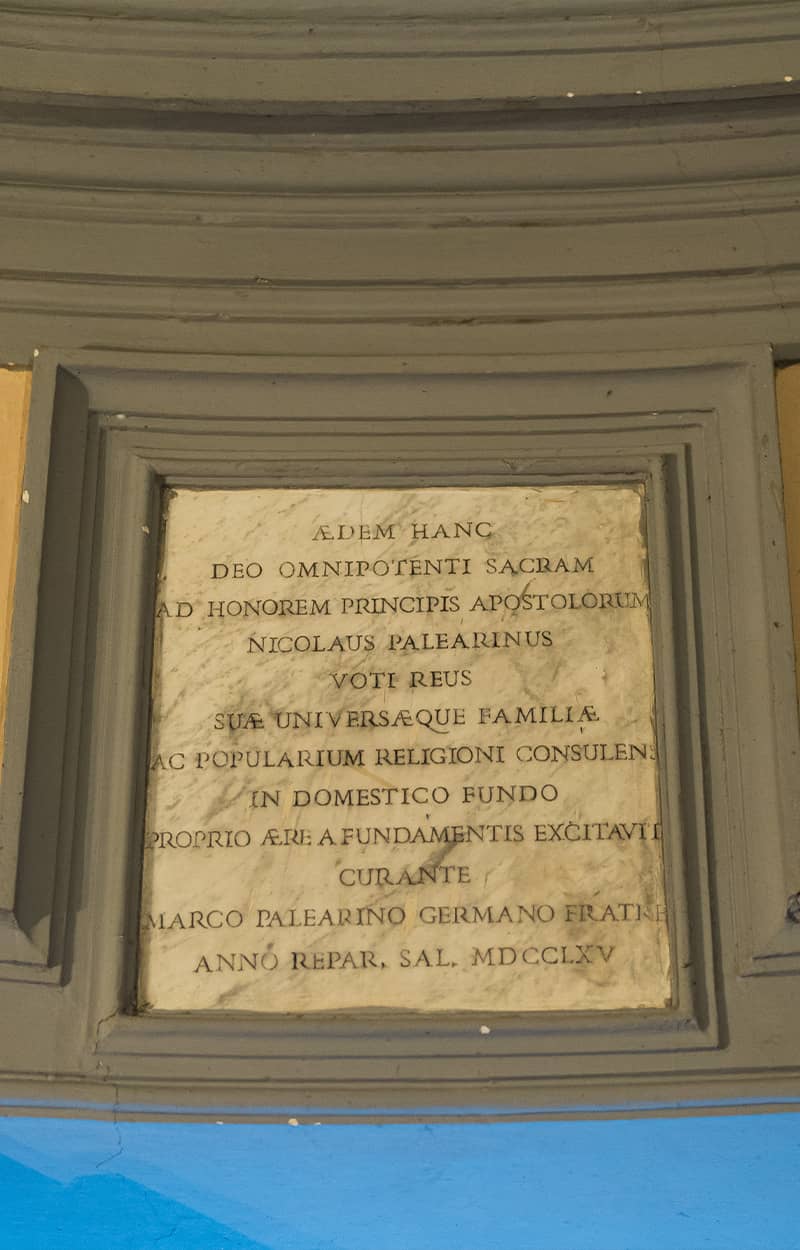 ÆDEM HANC
DEO OMNIPOTENTI SACRAM
AD HONOREM PRINCIPIS APOSTOLORUM
NICOLAUS PALEARINUS
VOTI REUS
SUÆ UNIVERSÆQUE FAMILIÆ
AC POPULARIUM RELIGIONI CONSULENS
IN DOMESTICO FUNDO
PROPRIO ÆRE A FUNDAMENTIS EXCITAVIT
CURANTE
MARCO PALEARINO GERMANO FRATRE
ANNO REPAR. SAL. MDCCLXV